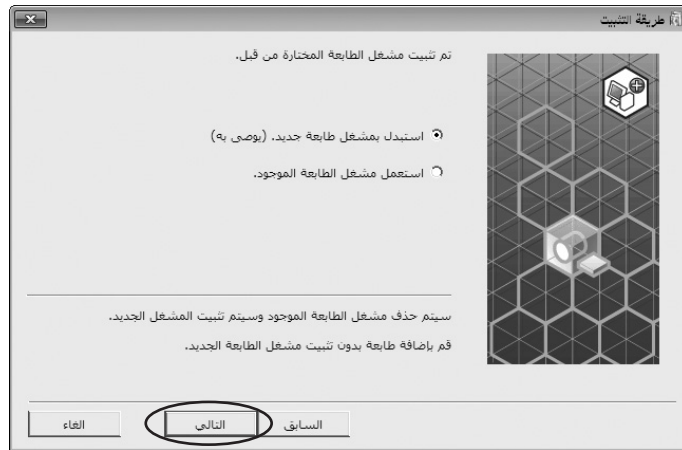 طريقة التثبيت
تم تثبيت مشغل الطابعة المختارة من قبل.
استبدل بمشغل طابعة جديد. (يوصى به)
استعمل مشغل الطابعة الموجود.
سيتم حذف مشغل الطابعة الموجود وسيتم تثبيت المشغل الجديد.
قم بإضافة طابعة بدون تثبيت مشغل الطابعة الجديد.
السابق
التالي
الغاء